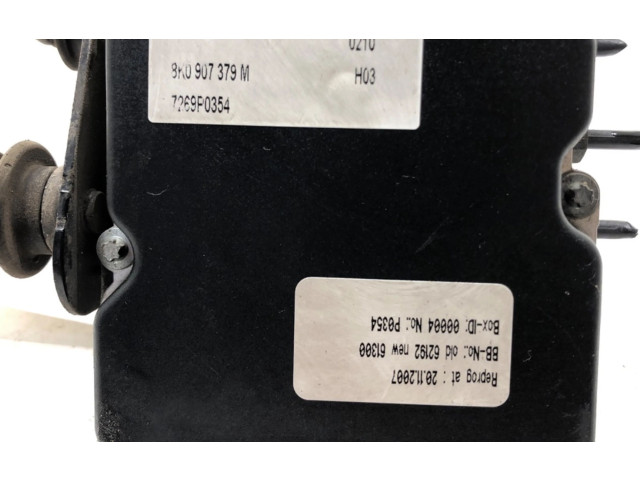 0210
8K0 907 379 M H03
7269P0354
Reprog at : 20.11.2007
BB-No.: old 62192 new 61300
Box-ID: 00004 No.: P0354